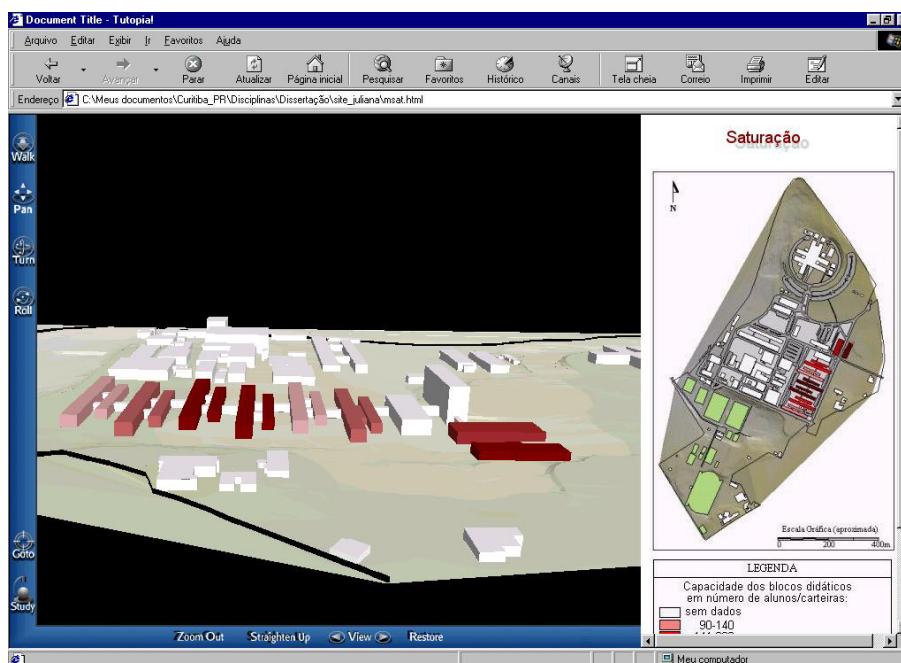 Document Title - Tutopia!
Arquivo Editar Exibir Ir Favoritos Ajuda
Voltar Avançar Parar Atualizar Página inicial Pesquisar Favoritos Histórico Canais Tela cheia Correio Imprimir Editar
Endereço C:\Meus documentos\Curitiba_PR\Disciplinas\Dissertação\site_juliana\msat.html
Walk
Pan
Turn
Roll
Goto
Study
Zoom Out Straighten Up View Restore
Saturação
N
Escala Gráfica (aproximada)
0 200 400m
LEGENDA
Capacidade dos blocos didáticos
em número de alunos/carteiras:
sem dados
90-140
Meu computador